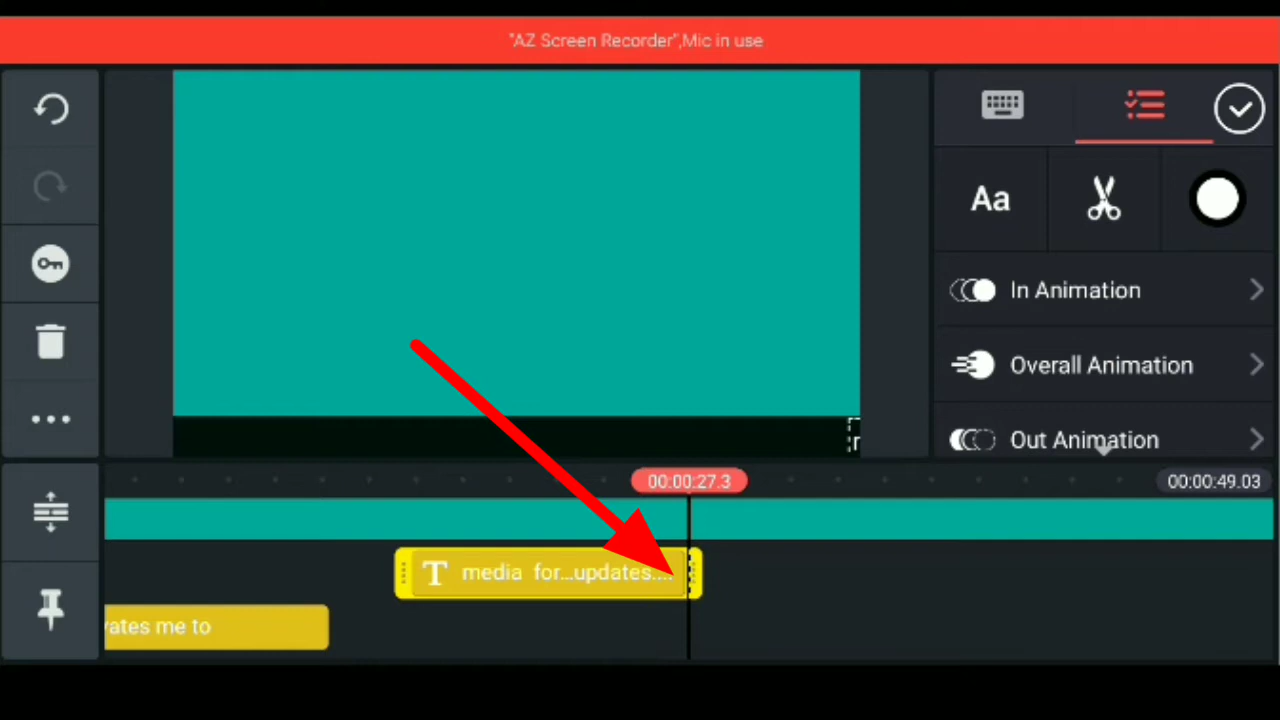 "AZ Screen Recorder",Mic in use
Aa
In Animation
Overall Animation
Out Animation
00:00:27.3
00:00:49.03
T media for...updates....
vates me to